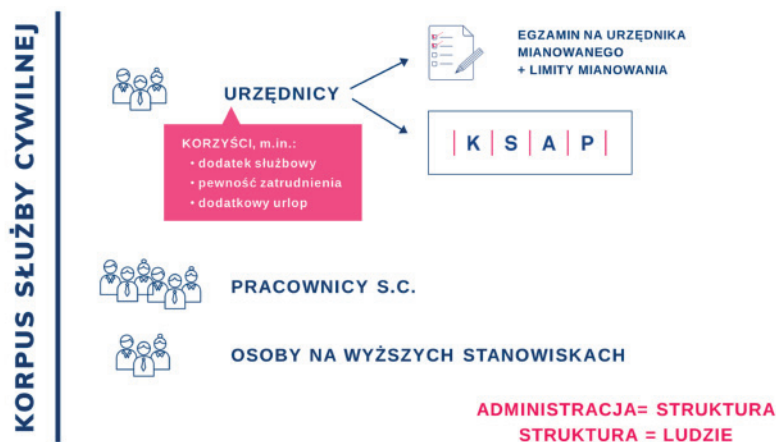 KORPUS SŁUŻBY CYWILNEJ
URZĘDNICY
EGZAMIN NA URZĘDNIKA
MIANOWANEGO
+ LIMITY MIANOWANIA
| K | S | A | P |
KORZYŚCI, m.in.:
• dodatek służbowy
• pewność zatrudnienia
• dodatkowy urlop
PRACOWNICY S.C.
OSOBY NA WYŻSZYCH STANOWISKACH
ADMINISTRACJA= STRUKTURA
STRUKTURA = LUDZIE